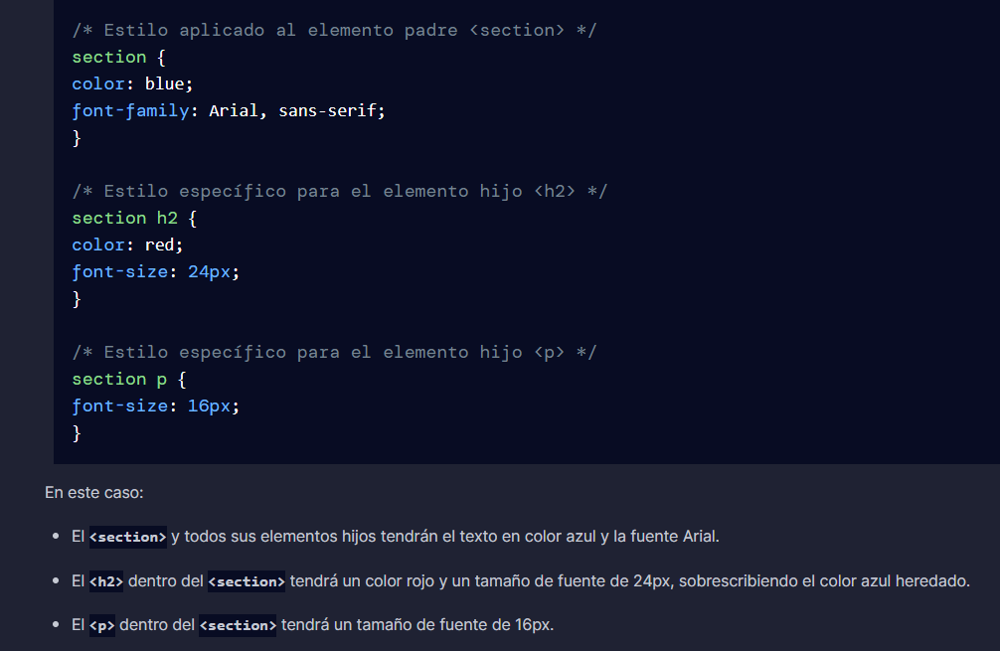 /* Estilo aplicado al elemento padre <section> */
section {
color: blue;
font-family: Arial, sans-serif;
}
/* Estilo específico para el elemento hijo <h2> */
section h2 {
color: red;
font-size: 24px;
}
/* Estilo específico para el elemento hijo <p> */
section p {
font-size: 16px;
}
En este caso:
• El <section> y todos sus elementos hijos tendrán el texto en color azul y la fuente Arial.
• El <h2> dentro del <section> tendrá un color rojo y un tamaño de fuente de 24px, sobrescribiendo el color azul heredado.
• El <p> dentro del <section> tendrá un tamaño de fuente de 16px.